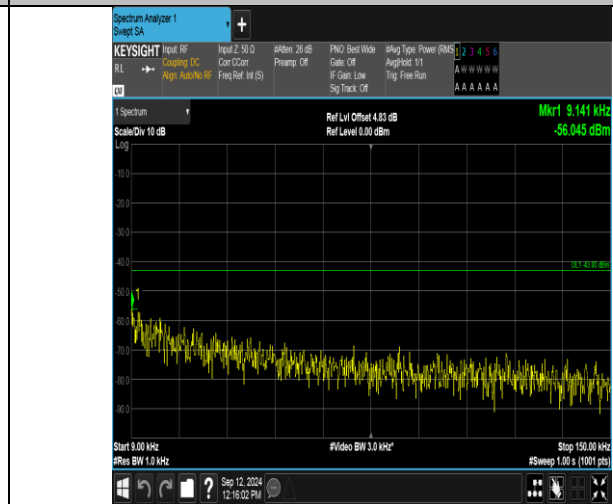 Spectrum Analyzer 1
Swept SA
+
KEYSIGHT
RL
Input: RF
Coupling: DC
Align: Auto/No RF
Input Z: 50 Ω
Corr CCorr
Freq Ref: Int (S)
#Atten: 26 dB
Preamp: Off
PNO: Best Wide
Gate: Off
IF Gain: Low
Sig Track: Off
#Avg Type: Power (RMS
Avg|Hold: 1/1
Trig: Free Run
1 2 3 4 5 6
A W W W W W
A A A A A A
1 Spectrum
Scale/Div 10 dB
Log
Ref Lvl Offset 4.83 dB
Ref Level 0.00 dBm
Mkr1 9.141 kHz
-56.045 dBm
-10.0
-20.0
-30.0
-40.0
DL1 -43.00 dBm
-50.0
1
-60.0
-70.0
-80.0
-90.0
Start 9.00 kHz
#Res BW 1.0 kHz
#Video BW 3.0 kHz*
Stop 150.00 kHz
#Sweep 1.00 s (1001 pts)
?
Sep 12, 2024
12:16:02 PM